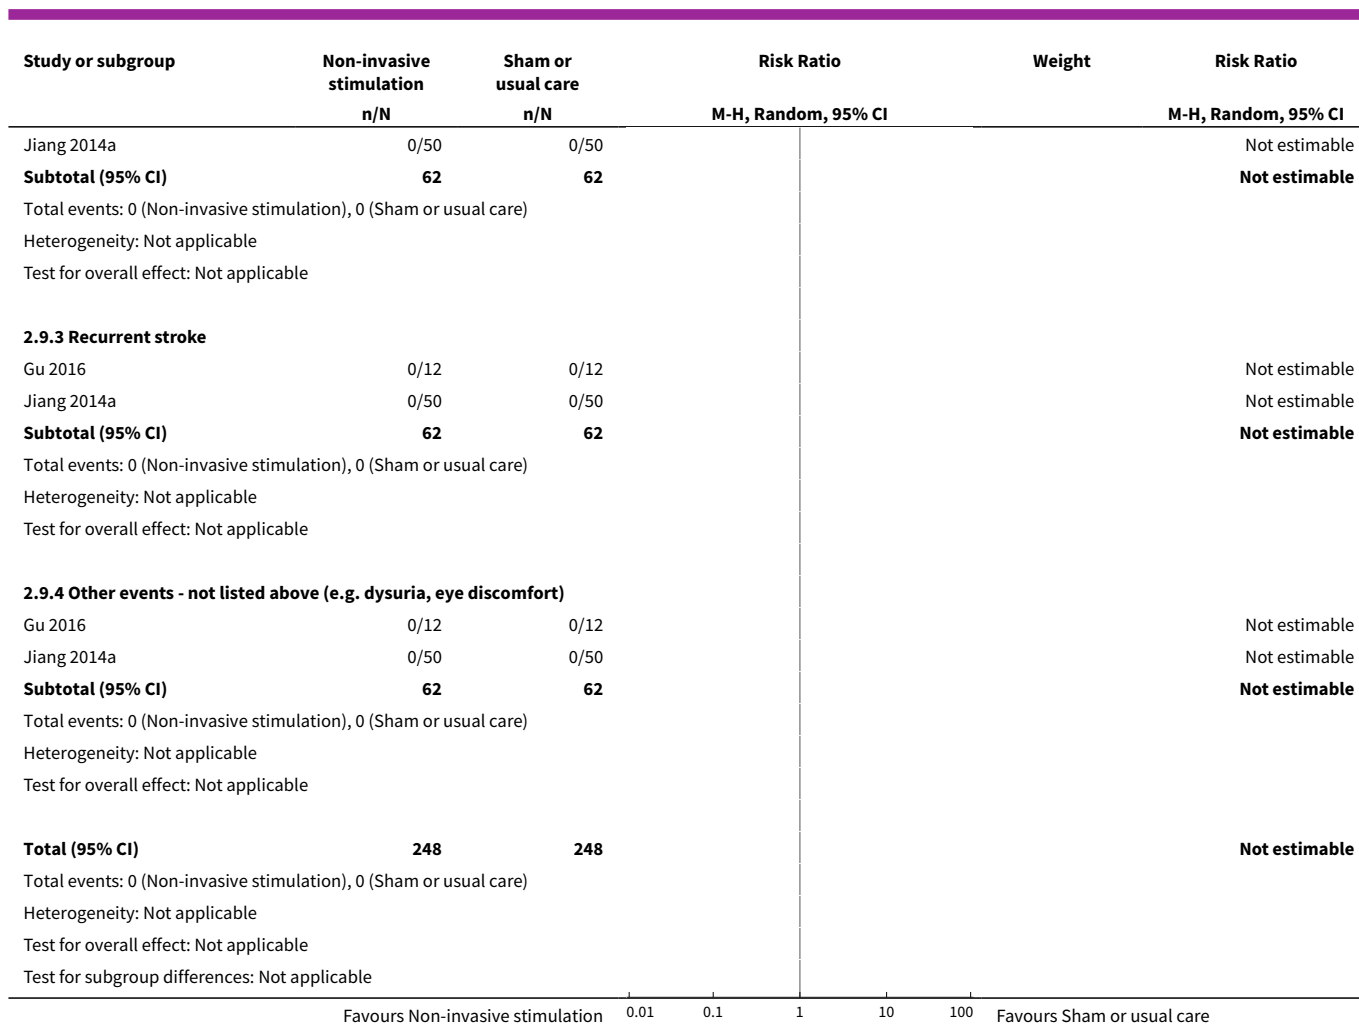 Study or subgroup Non-invasive stimulation Sham or usual care Risk Ratio Weight Risk Ratio
n/N n/N M-H, Random, 95% CI M-H, Random, 95% CI
Jiang 2014a 0/50 0/50 Not estimable
Subtotal (95% CI) 62 62 Not estimable
Total events: 0 (Non-invasive stimulation), 0 (Sham or usual care)
Heterogeneity: Not applicable
Test for overall effect: Not applicable
2.9.3 Recurrent stroke
Gu 2016 0/12 0/12 Not estimable
Jiang 2014a 0/50 0/50 Not estimable
Subtotal (95% CI) 62 62 Not estimable
Total events: 0 (Non-invasive stimulation), 0 (Sham or usual care)
Heterogeneity: Not applicable
Test for overall effect: Not applicable
2.9.4 Other events - not listed above (e.g. dysuria, eye discomfort)
Gu 2016 0/12 0/12 Not estimable
Jiang 2014a 0/50 0/50 Not estimable
Subtotal (95% CI) 62 62 Not estimable
Total events: 0 (Non-invasive stimulation), 0 (Sham or usual care)
Heterogeneity: Not applicable
Test for overall effect: Not applicable
Total (95% CI) 248 248 Not estimable
Total events: 0 (Non-invasive stimulation), 0 (Sham or usual care)
Heterogeneity: Not applicable
Test for overall effect: Not applicable
Test for subgroup differences: Not applicable
Favours Non-invasive stimulation 0.01 0.1 1 10 100 Favours Sham or usual care